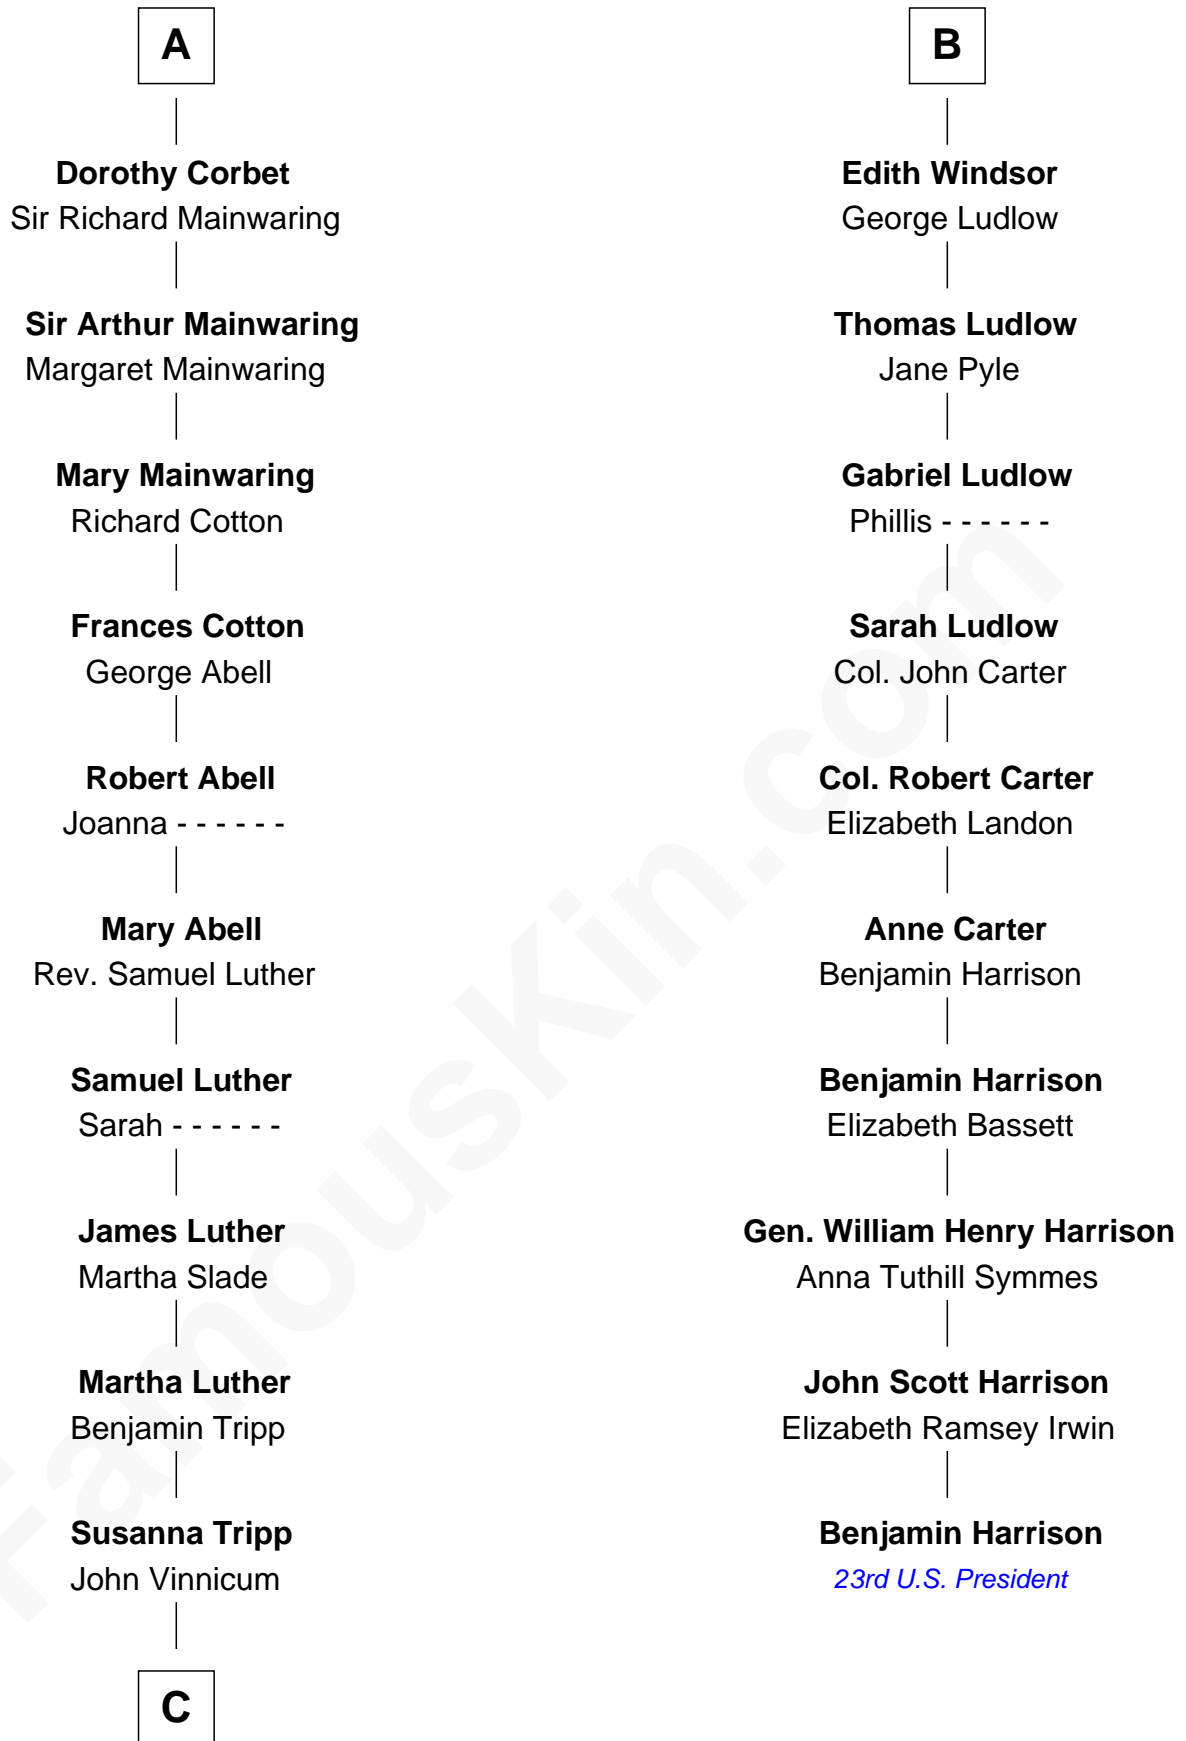 A
Dorothy Corbet
Sir Richard Mainwaring
Sir Arthur Mainwaring
Margaret Mainwaring
Mary Mainwaring
Richard Cotton
Frances Cotton
George Abell
Robert Abell
Joanna - - - - - -
Mary Abell
Rev. Samuel Luther
Samuel Luther
Sarah - - - - - -
James Luther
Martha Slade
Martha Luther
Benjamin Tripp
Susanna Tripp
John Vinnicum
C
B
Edith Windsor
George Ludlow
Thomas Ludlow
Jane Pyle
Gabriel Ludlow
Phillis - - - - - -
Sarah Ludlow
Col. John Carter
Col. Robert Carter
Elizabeth Landon
Anne Carter
Benjamin Harrison
Benjamin Harrison
Elizabeth Bassett
Gen. William Henry Harrison
Anna Tuthill Symmes
John Scott Harrison
Elizabeth Ramsey Irwin
Benjamin Harrison
23rd U.S. President
FamousKin.com